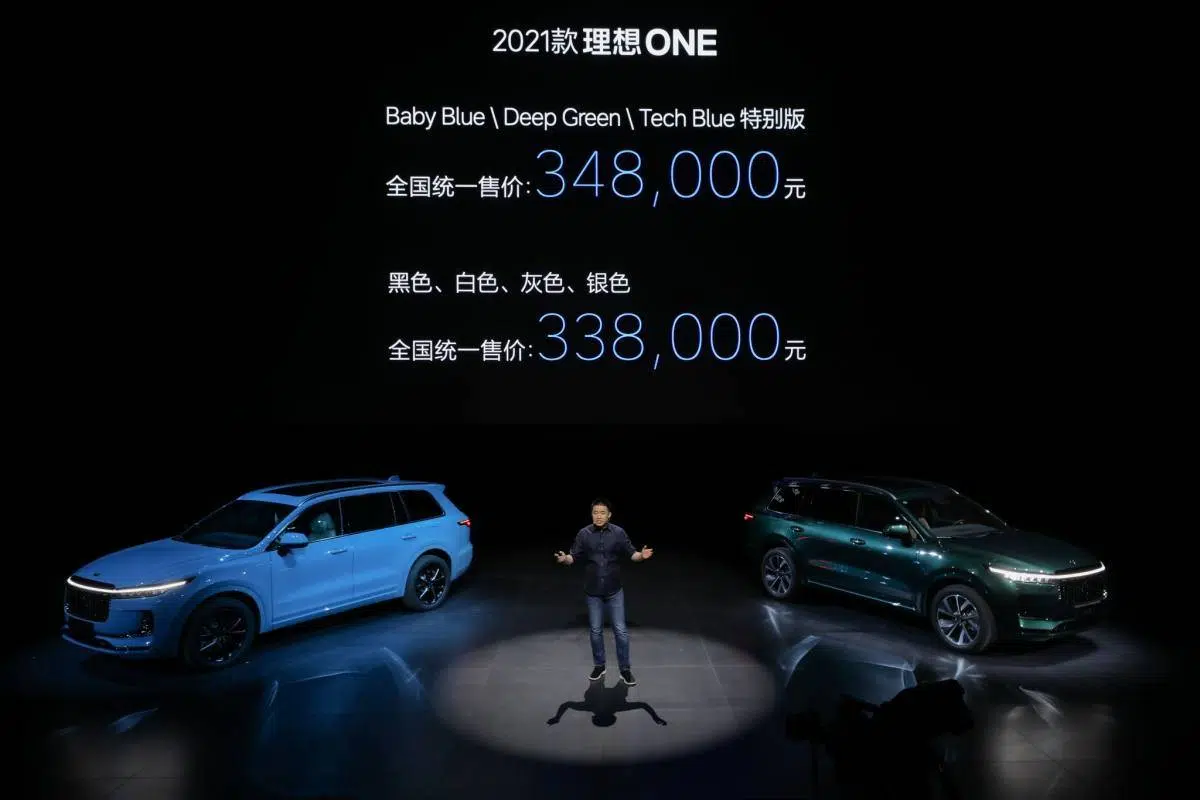 2021款 理想ONE
Baby Blue \ Deep Green \ Tech Blue 特别版
全国统一售价:348,000元
黑色、白色、灰色、银色
全国统一售价:338,000元